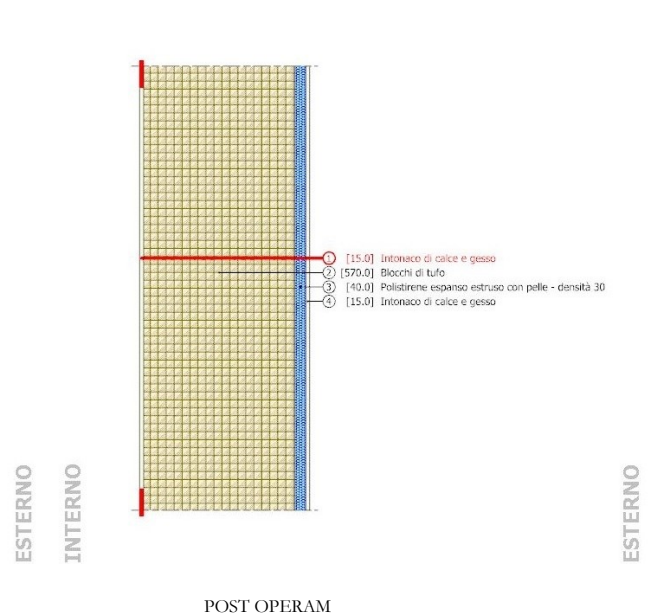 1 [15.0] Intonaco di calce e gesso
2 [570.0] Blocchi di tufo
3 [40.0] Polistirene espanso estruso con pelle - densità 30
4 [15.0] Intonaco di calce e gesso
ESTERNO
INTERNO
ESTERNO
POST OPERAM